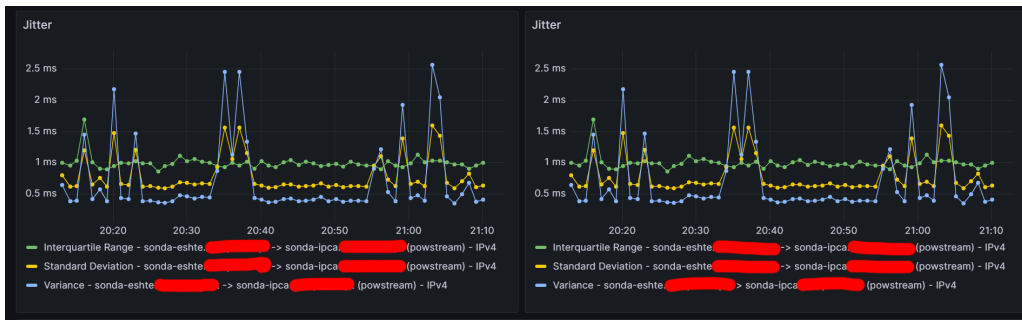 Jitter
2.5 ms
2 ms
1.5 ms
1 ms
0.5 ms
20:20 20:30 20:40 20:50 21:00 21:10
Interquartile Range - sonda-eshte. -> sonda-ipca. (powstream) - IPv4
Standard Deviation - sonda-eshte. -> sonda-ipca. (powstream) - IPv4
Variance - sonda-eshte -> sonda-ipca (powstream) - IPv4
Jitter
2.5 ms
2 ms
1.5 ms
1 ms
0.5 ms
20:20 20:30 20:40 20:50 21:00 21:10
Interquartile Range - sonda-eshte -> sonda-ipca. (powstream) - IPv4
Standard Deviation - sonda-eshte -> sonda-ipca. (powstream) - IPv4
Variance - sonda-eshte > sonda-ipca (powstream) - IPv4